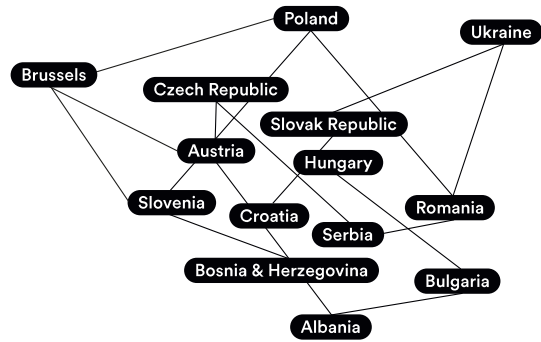 Poland
Ukraine
Brussels
Czech Republic
Slovak Republic
Austria
Hungary
Slovenia
Croatia
Romania
Serbia
Bosnia & Herzegovina
Bulgaria
Albania